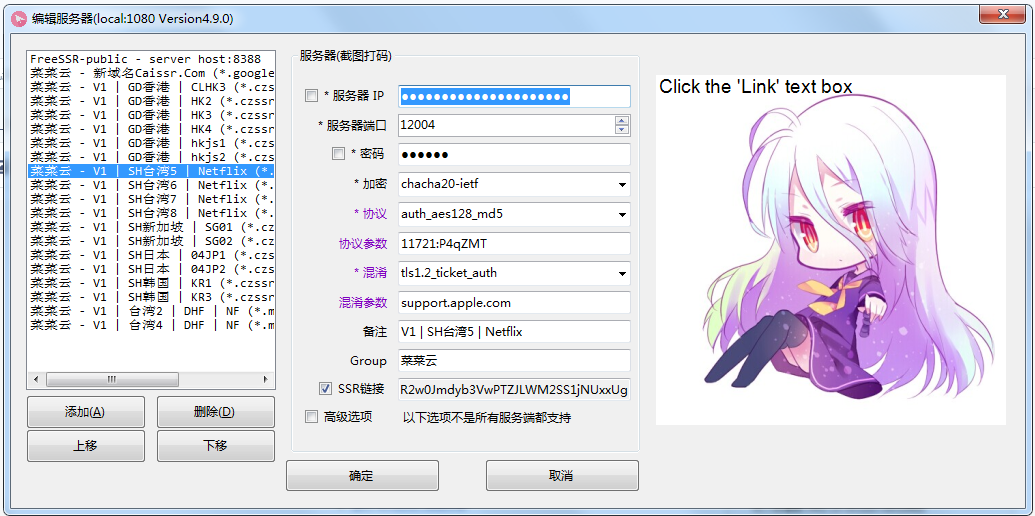 编辑服务器(local:1080 Version4.9.0)
FreeSSR-public - server host:8388
菜菜云 - 新域名Caissr.Com (*.google
菜菜云 - V1 | GD香港 | CLHK3 (*.czs
菜菜云 - V1 | GD香港 | HK2 (*.czssr
菜菜云 - V1 | GD香港 | HK3 (*.czssr
菜菜云 - V1 | GD香港 | HK4 (*.czssr
菜菜云 - V1 | GD香港 | hkjs1 (*.czs
菜菜云 - V1 | GD香港 | hkjs2 (*.czs
菜菜云 - V1 | SH台湾5 | Netflix (*.
菜菜云 - V1 | SH台湾6 | Netflix (*.
菜菜云 - V1 | SH台湾7 | Netflix (*.
菜菜云 - V1 | SH台湾8 | Netflix (*.
菜菜云 - V1 | SH新加坡 | SG01 (*.cz
菜菜云 - V1 | SH新加坡 | SG02 (*.cz
菜菜云 - V1 | SH日本 | 04JP1 (*.czs
菜菜云 - V1 | SH日本 | 04JP2 (*.czs
菜菜云 - V1 | SH韩国 | KR1 (*.czssr
菜菜云 - V1 | SH韩国 | KR3 (*.czssr
菜菜云 - V1 | 台湾2 | DHF | NF (*.m
菜菜云 - V1 | 台湾4 | DHF | NF (*.m
添加(A) 删除(D)
上移 下移
服务器(截图打码)
* 服务器 IP ●●●●●●●●●●●●●●●●●●●●●
* 服务器端口 12004
* 密码 ●●●●●●
* 加密 chacha20-ietf
* 协议 auth_aes128_md5
协议参数 11721:P4qZMT
* 混淆 tls1.2_ticket_auth
混淆参数 support.apple.com
备注 V1 | SH台湾5 | Netflix
Group 菜菜云
SSR链接 R2w0Jmdyb3VwPTZJLWM2SS1jNUxxUg
高级选项 以下选项不是所有服务端都支持
确定 取消
Click the 'Link' text box